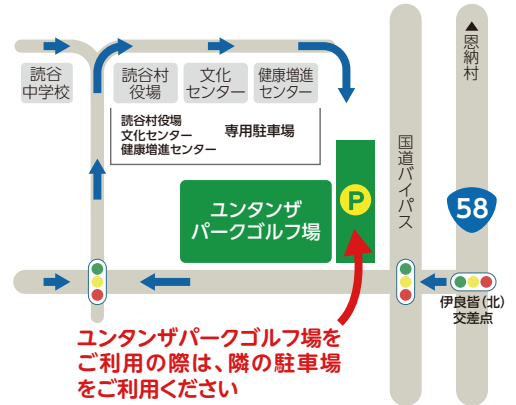 ▲恩納村
読谷
中学校
読谷村
役場
文化
センター
健康増進
センター
読谷村役場
文化センター
健康増進センター
専用駐車場
国道バイパス
P
58
ユンタンザ
パークゴルフ場
伊良皆(北)
交差点
ユンタンザパークゴルフ場を
ご利用の際は、隣の駐車場
をご利用ください